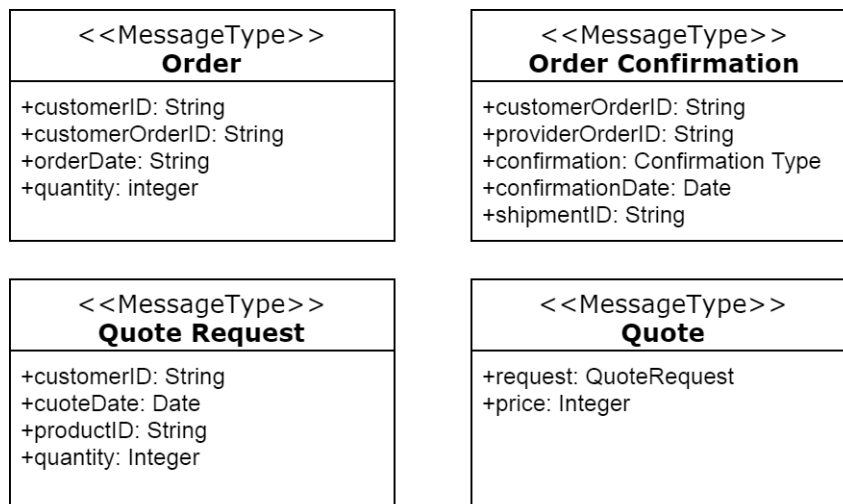 <<MessageType>>
Order
+customerID: String
+customerOrderID: String
+orderDate: String
+quantity: integer
<<MessageType>>
Order Confirmation
+customerOrderID: String
+providerOrderID: String
+confirmation: Confirmation Type
+confirmationDate: Date
+shipmentID: String
<<MessageType>>
Quote Request
+customerID: String
+cuoteDate: Date
+productID: String
+quantity: Integer
<<MessageType>>
Quote
+request: QuoteRequest
+price: Integer